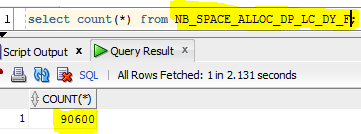 1 select count(*) from NB_SPACE_ALLOC_DP_LC_DY_F;
Script Output × Query Result ×
SQL | All Rows Fetched: 1 in 2.131 seconds
COUNT(*)
1 90600